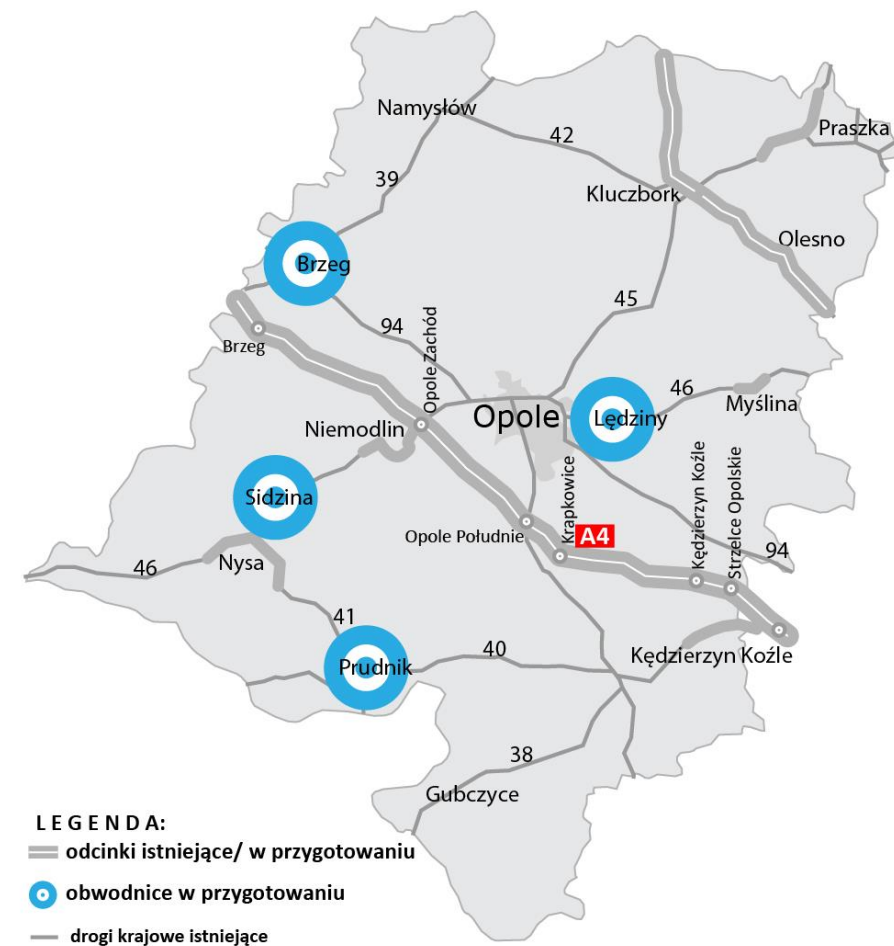 Namysłów
Praszka
42
39
Kluczbork
Olesno
Brzeg
45
94
Opole Zachód
Brzeg
46
Myślina
Opole
Lędziny
Niemodlin
Sidzina
Krapkowice
Kędzierzyn Koźle
Strzelce Opolskie
Opole Południe
A4
94
Nysa
46
41
40
Kędzierzyn Koźle
Prudnik
38
Gubczyce
L E G E N D A:
odcinki istniejące/ w przygotowaniu
obwodnice w przygotowaniu
drogi krajowe istniejące